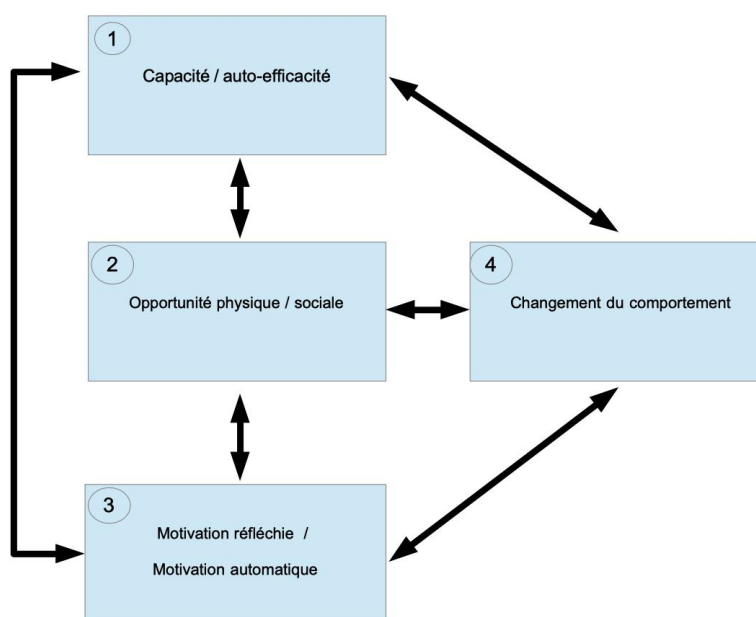 1
Capacité / auto-efficacité
2
Opportunité physique / sociale
4
Changement du comportement
3
Motivation réfléchie /
Motivation automatique